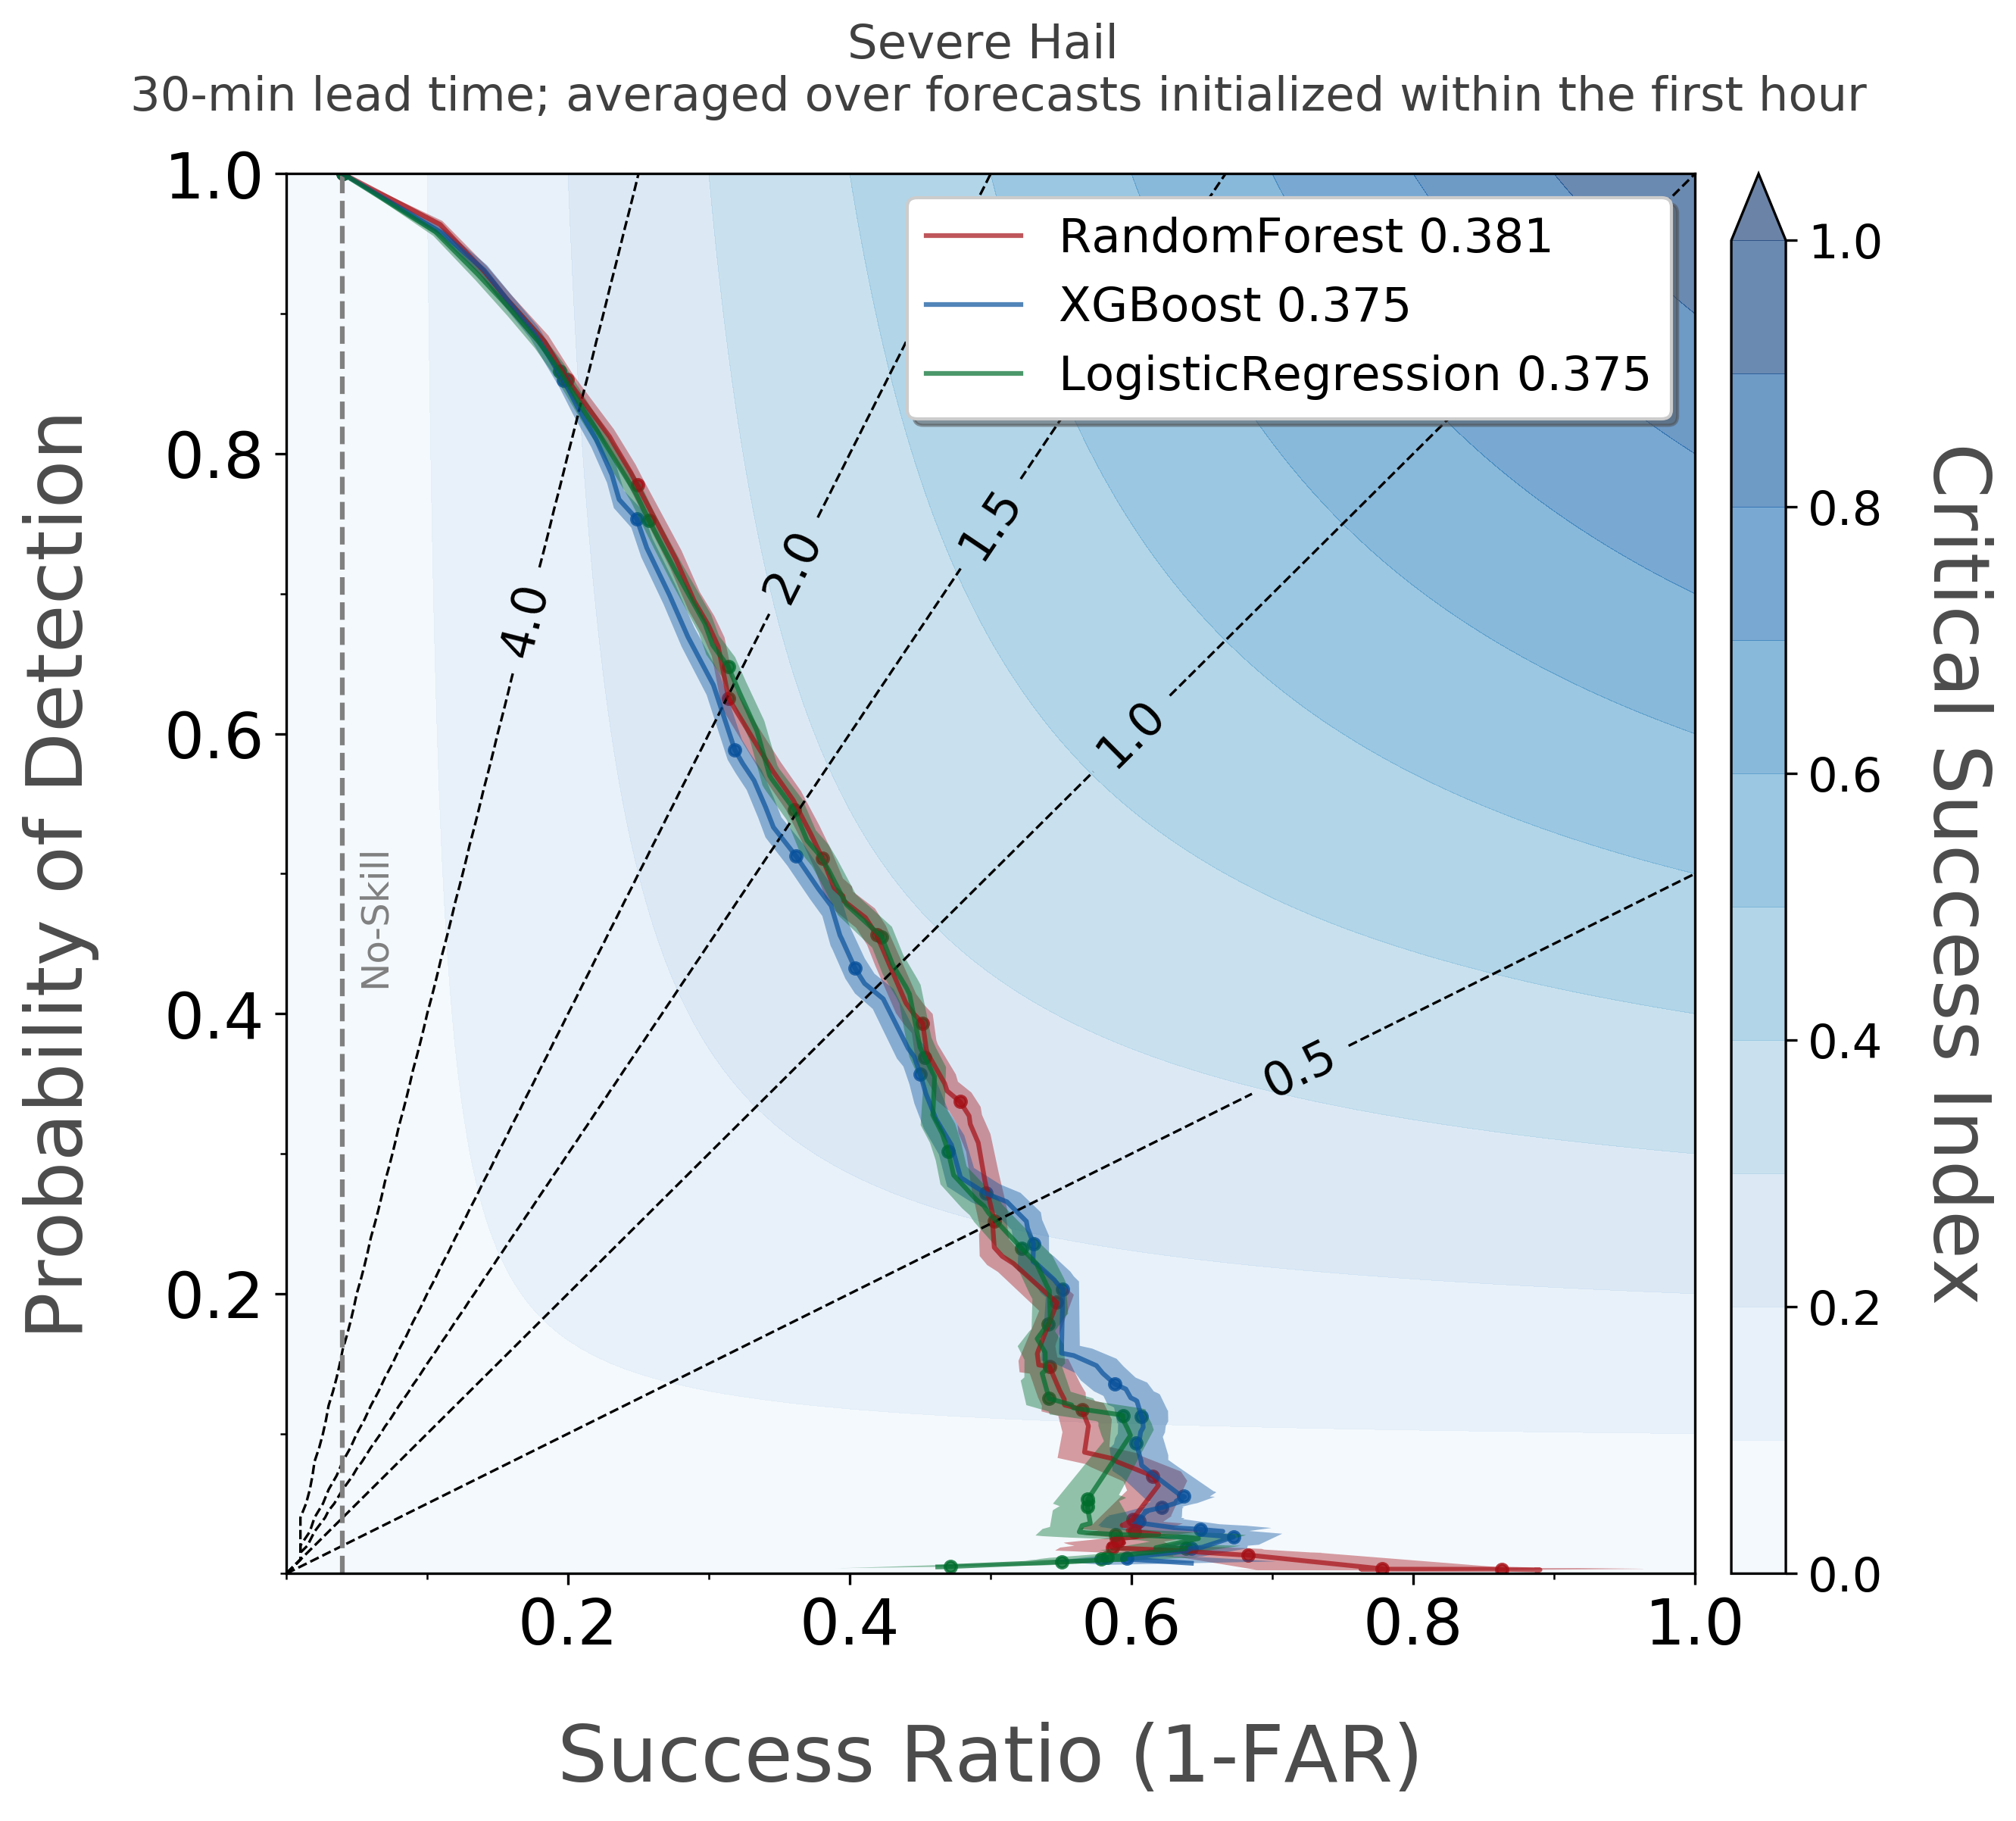 Severe Hail
30-min lead time; averaged over forecasts initialized within the first hour
RandomForest 0.381
XGBoost 0.375
LogisticRegression 0.375
4.0
2.0
1.5
1.0
0.5
No-Skill
Probability of Detection
1.0
0.8
0.6
0.4
0.2
0.2
0.4
0.6
0.8
1.0
Success Ratio (1-FAR)
1.0
0.8
0.6
0.4
0.2
0.0
Critical Success Index